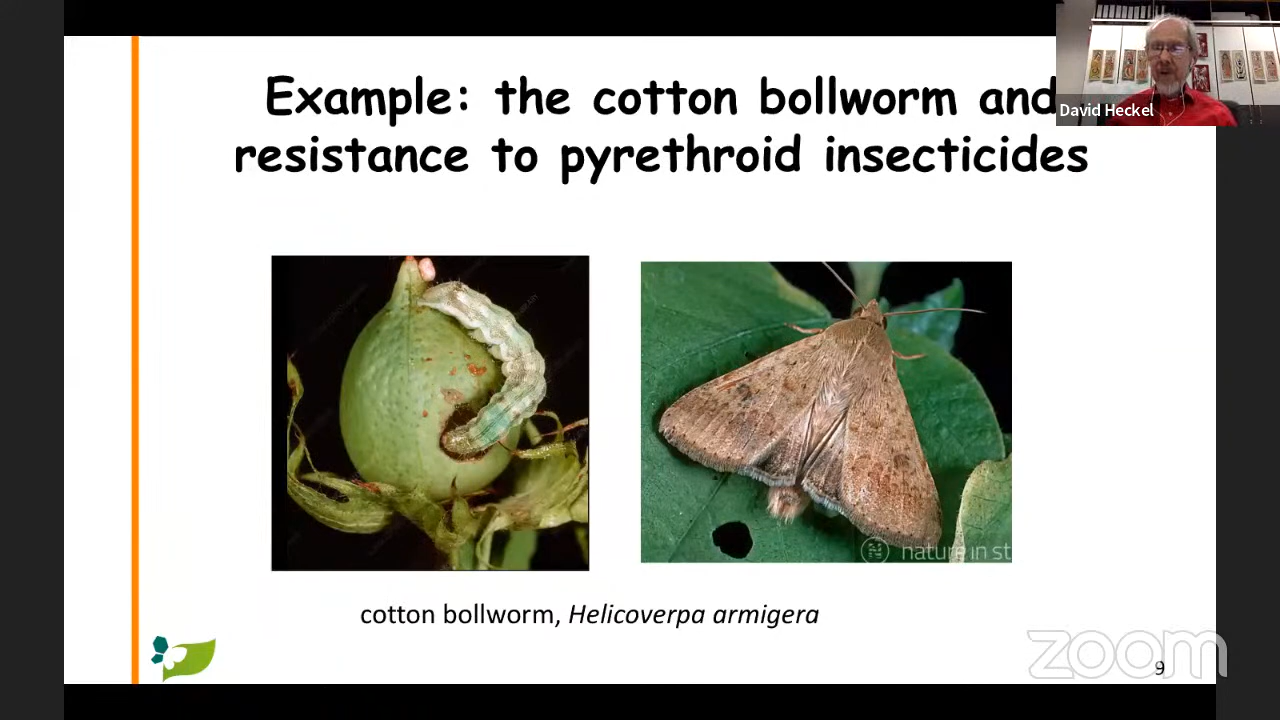 Example: the cotton bollworm and
resistance to pyrethroid insecticides
David Heckel
nature in st
cotton bollworm, Helicoverpa armigera
zoom
9